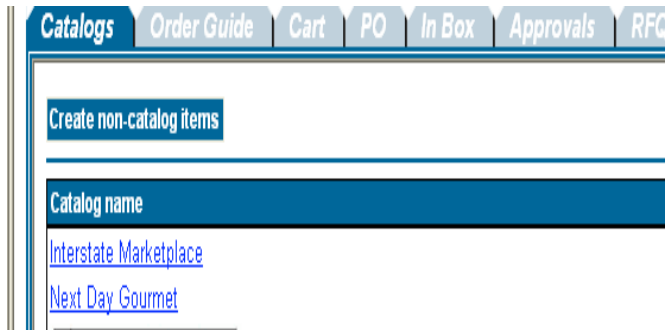 Catalogs Order Guide Cart PO In Box Approvals RFQ
Create non-catalog items
Catalog name
Interstate Marketplace
Next Day Gourmet